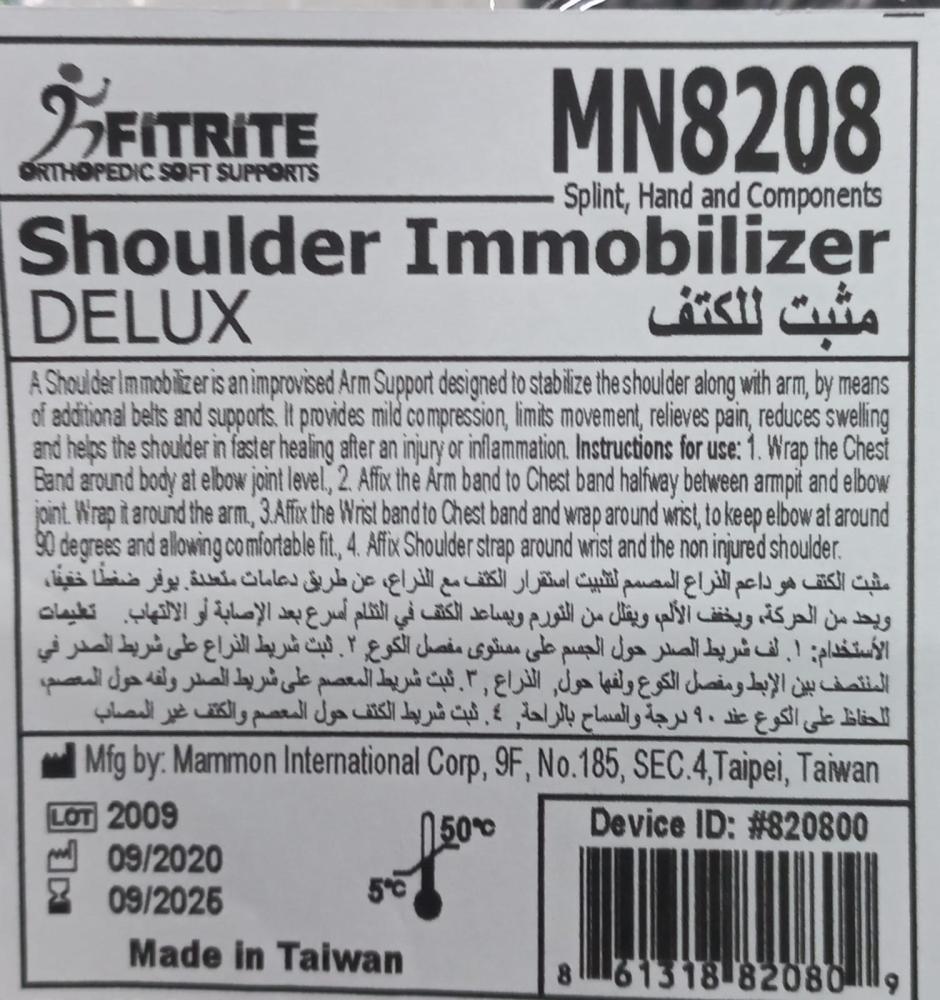 FITRITE
ORTHOPEDIC SOFT SUPPORTS
MN8208
Splint, Hand and Components
Shoulder Immobilizer
DELUX
مثبت للكتف
A Shoulder Immobilizer is an improvised Arm Support designed to stabilize the shoulder along with arm, by means
of additional belts and supports. It provides mild compression, limits movement, relieves pain, reduces swelling
and helps the shoulder in faster healing after an injury or inflammation. Instructions for use: 1. Wrap the Chest
Band around body at elbow joint level., 2. Affix the Arm band to Chest band halfway between armpit and elbow
joint. Wrap it around the arm., 3.Affix the Wrist band to Chest band and wrap around wrist, to keep elbow at around
90 degrees and allowing comfortable fit., 4. Affix Shoulder strap around wrist and the non injured shoulder.
مثبت الكتف هو داعم الذراع المصمم لتثبيت استقرار الكتف مع الذراع، عن طريق دعامات متعددة. يوفر ضغطًا خفيفًا،
ويحد من الحركة، ويخفف الألم، ويقلل من التورم ويساعد الكتف في التئام أسرع بعد الإصابة أو الالتهاب. تعليمات
الأستخدام: ١. لف شريط الصدر حول الجسم على مستوى مفصل الكوع, ٢. ثبت شريط الذراع على شريط الصدر في
المنتصف بين الإبط ومفصل الكوع ولفها حول, الذراع, ٣. ثبت شريط المعصم على شريط الصدر ولفه حول المعصم,
للحفاظ على الكوع عند ٩٠ درجة والسماح بالراحة, ٤. ثبت شريط الكتف حول المعصم والكتف غير المصاب
Mfg by: Mammon International Corp, 9F, No.185, SEC.4,Taipei, Taiwan
LOT 2009
09/2020
09/2025
50°C
5°C
Made in Taiwan
Device ID: #820800
8 61318 82080 9